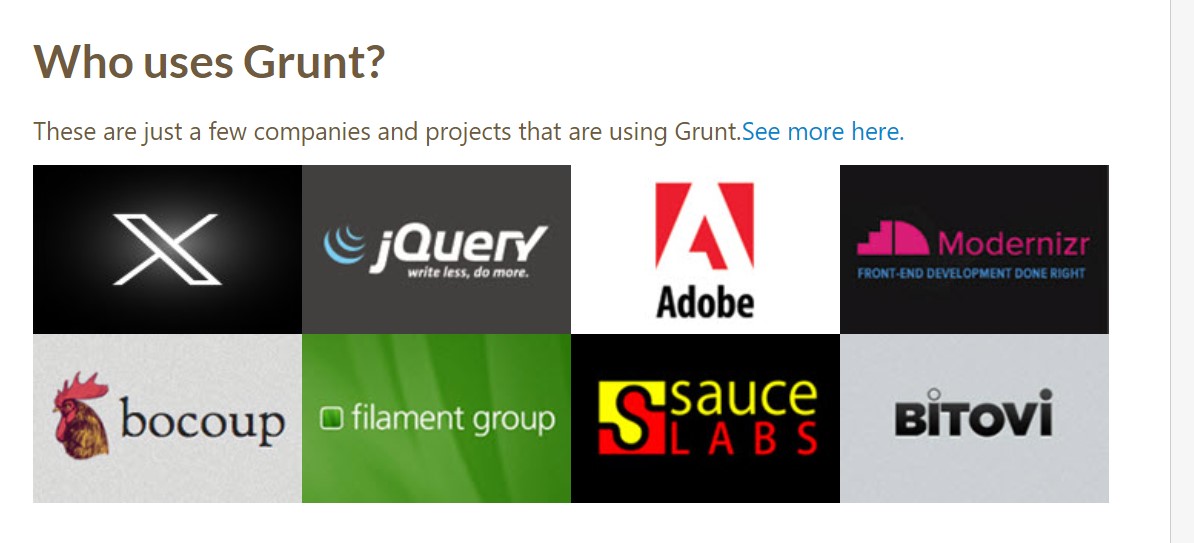 Who uses Grunt?
These are just a few companies and projects that are using Grunt.See more here.
X
jQuery
write less, do more.
Adobe
Modernizr
FRONT-END DEVELOPMENT DONE RIGHT
bocoup
filament group
sauce
LABS
BiTOVi